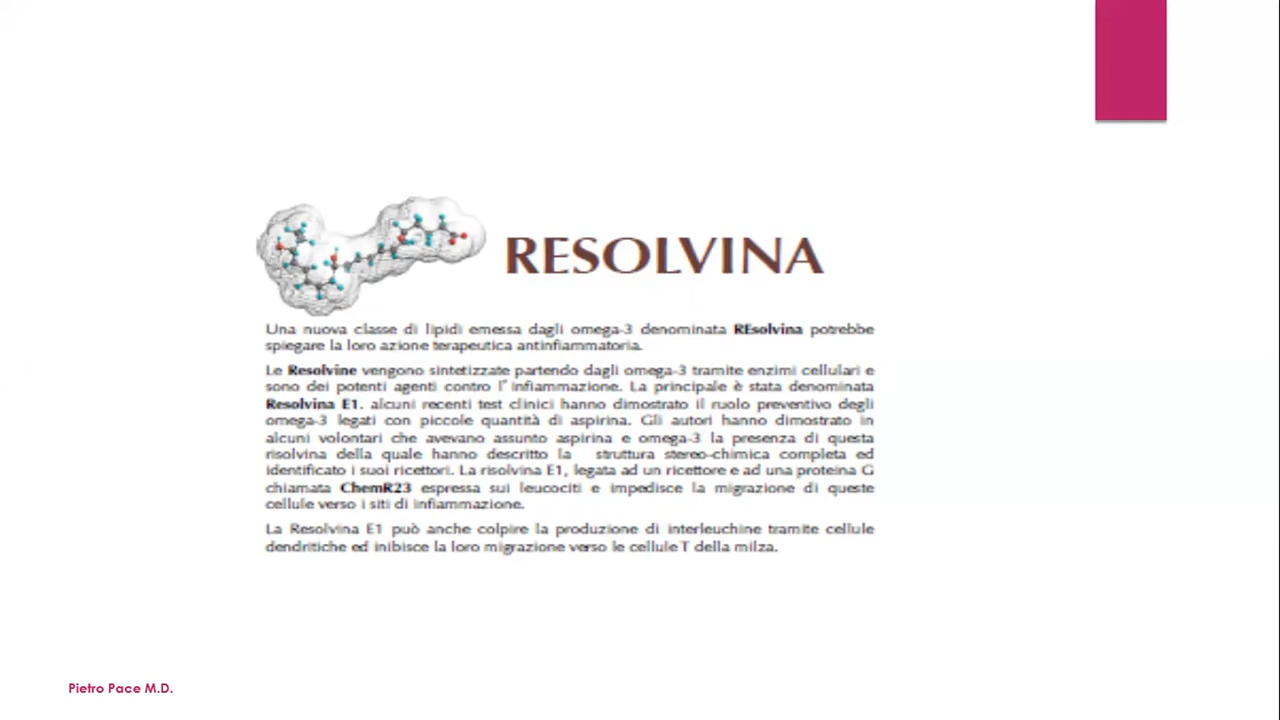 RESOLVINA
Una nuova classe di lipidi emessa dagli omega-3 denominata REsolvina potrebbe
spiegare la loro azione terapeutica antinfiammatoria.
Le Resolvine vengono sintetizzate partendo dagli omega-3 tramite enzimi cellulari e
sono dei potenti agenti contro l' infiammazione. La principale è stata denominata
Resolvina E1. alcuni recenti test clinici hanno dimostrato il ruolo preventivo degli
omega-3 legati con piccole quantità di aspirina. Gli autori hanno dimostrato in
alcuni volontari che avevano assunto aspirina e omega-3 la presenza di questa
risolvina della quale hanno descritto la struttura stereo-chimica completa ed
identificato i suoi ricettori. La risolvina E1, legata ad un ricettore e ad una proteina G
chiamata ChemR23 espressa sui leucociti e impedisce la migrazione di queste
cellule verso i siti di infiammazione.
La Resolvina E1 può anche colpire la produzione di interleuchine tramite cellule
dendritiche ed inibisce la loro migrazione verso le cellule T della milza.
Pietro Pace M.D.